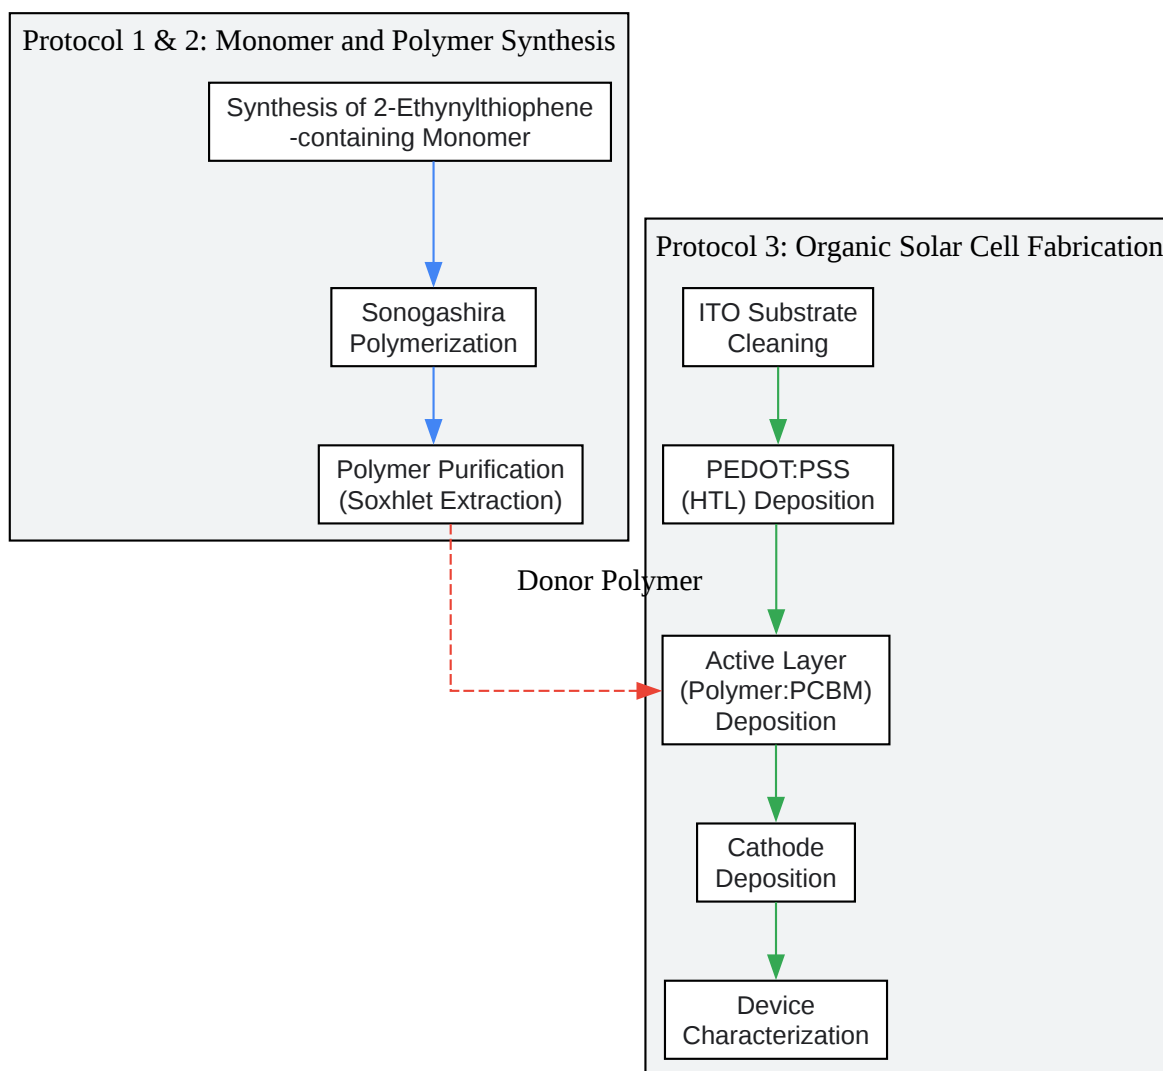 Protocol 1 & 2: Monomer and Polymer Synthesis
Synthesis of 2-Ethynylthiophene
-containing Monomer
Sonogashira
Polymerization
Polymer Purification
(Soxhlet Extraction)
Donor Polymer
Protocol 3: Organic Solar Cell Fabrication
ITO Substrate
Cleaning
PEDOT:PSS
(HTL) Deposition
Active Layer
(Polymer:PCBM)
Deposition
Cathode
Deposition
Device
Characterization